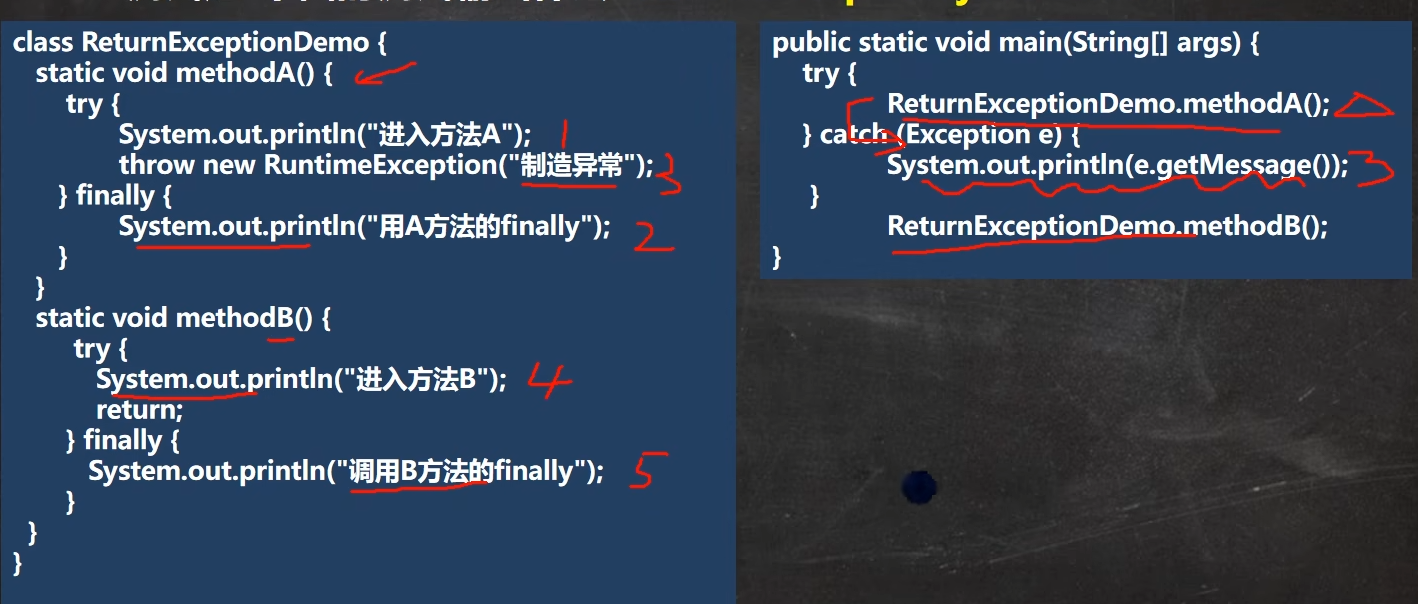 class ReturnExceptionDemo {
static void methodA() {
try {
System.out.println("进入方法A"); 1
throw new RuntimeException("制造异常"); 3
} finally {
System.out.println("用A方法的finally"); 2
}
}
static void methodB() {
try {
System.out.println("进入方法B"); 4
return;
} finally {
System.out.println("调用B方法的finally"); 5
}
}
}
public static void main(String[] args) {
try {
ReturnExceptionDemo.methodA();
} catch (Exception e) {
System.out.println(e.getMessage()); 3
}
ReturnExceptionDemo.methodB();
}